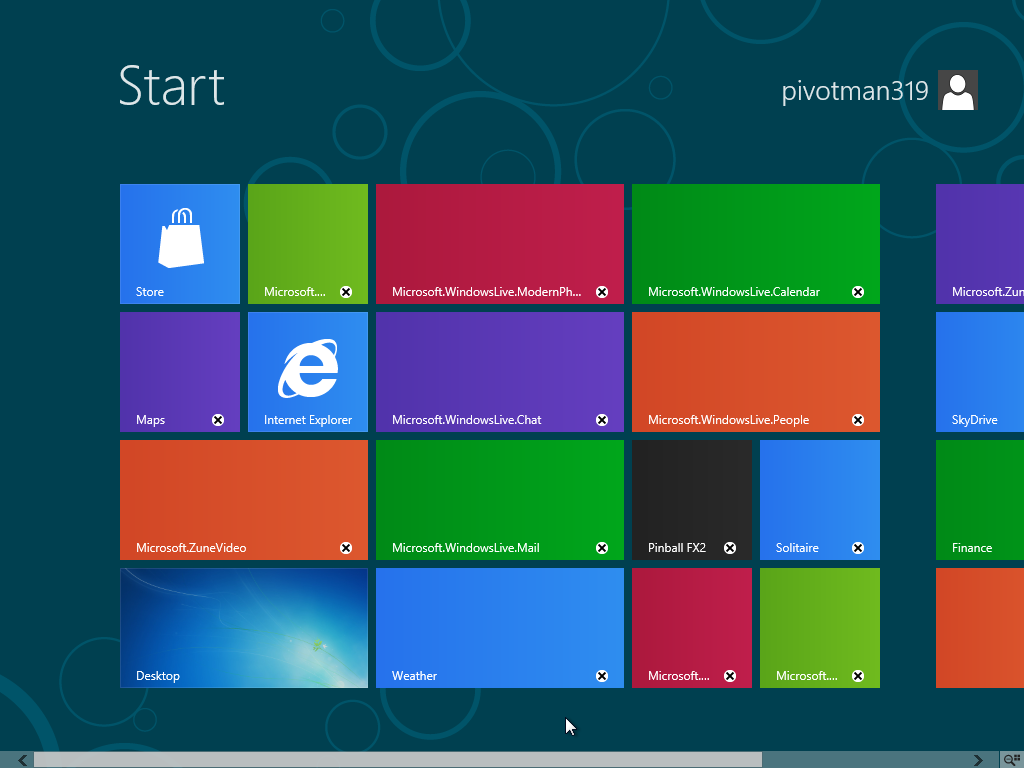 Start
pivotman319
Store
Microsoft....
Microsoft.WindowsLive.ModernPh...
Microsoft.WindowsLive.Calendar
Microsoft.Zun
Maps
Internet Explorer
Microsoft.WindowsLive.Chat
Microsoft.WindowsLive.People
SkyDrive
Microsoft.ZuneVideo
Microsoft.WindowsLive.Mail
Pinball FX2
Solitaire
Finance
Desktop
Weather
Microsoft....
Microsoft....